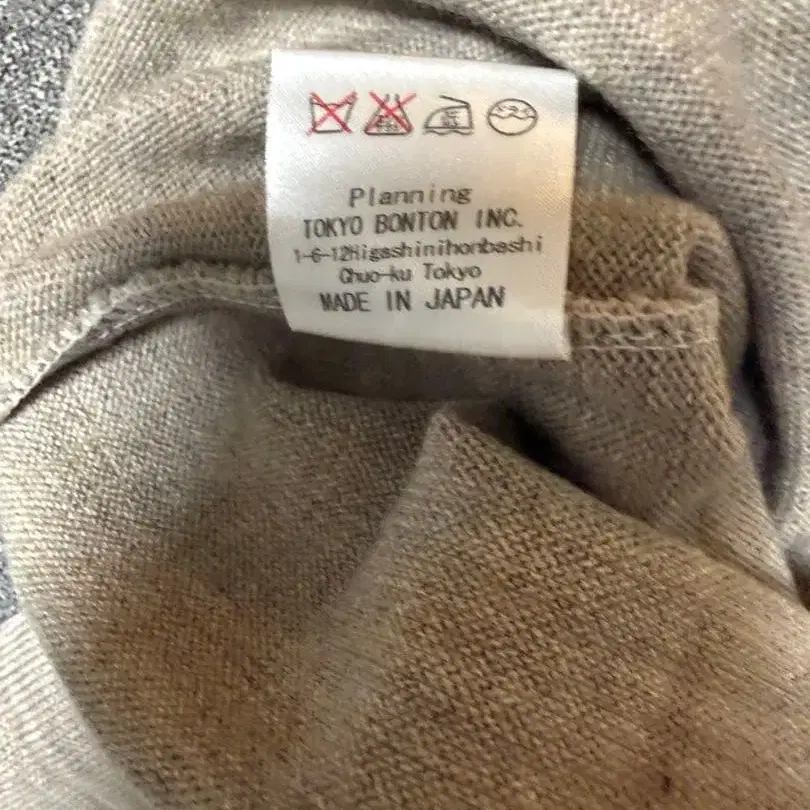 Planning
TOKYO BONTON INC.
1-6-12Higashinihonbashi
Chuo-ku Tokyo
MADE IN JAPAN